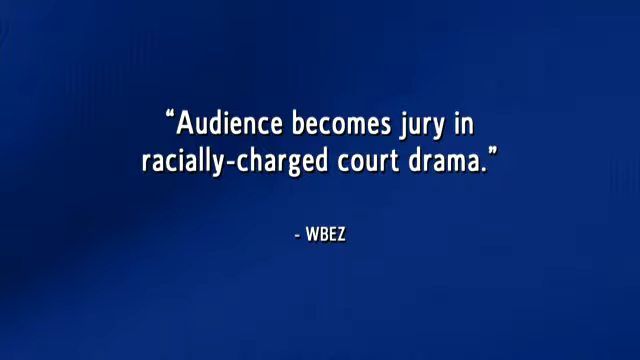 “Audience becomes jury in
racially-charged court drama.”
- WBEZ